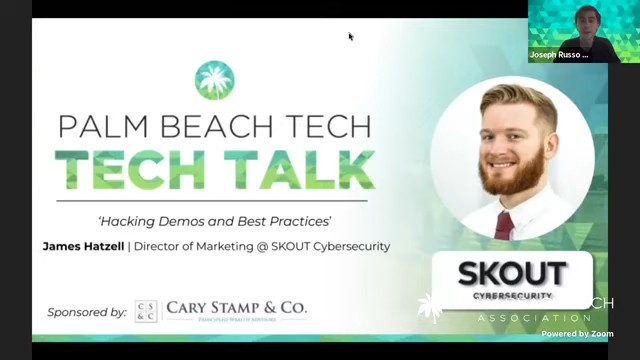 Joseph Russo ...
PALM BEACH TECH
TECH TALK
'Hacking Demos and Best Practices'
James Hatzell | Director of Marketing @ SKOUT Cybersecurity
SKOUT
CYBERSECURITY
Sponsored by:
CS
&C
CARY STAMP & CO.
PRINCIPLED WEALTH ADVISORS
ASSOCIATION
Powered by Zoom